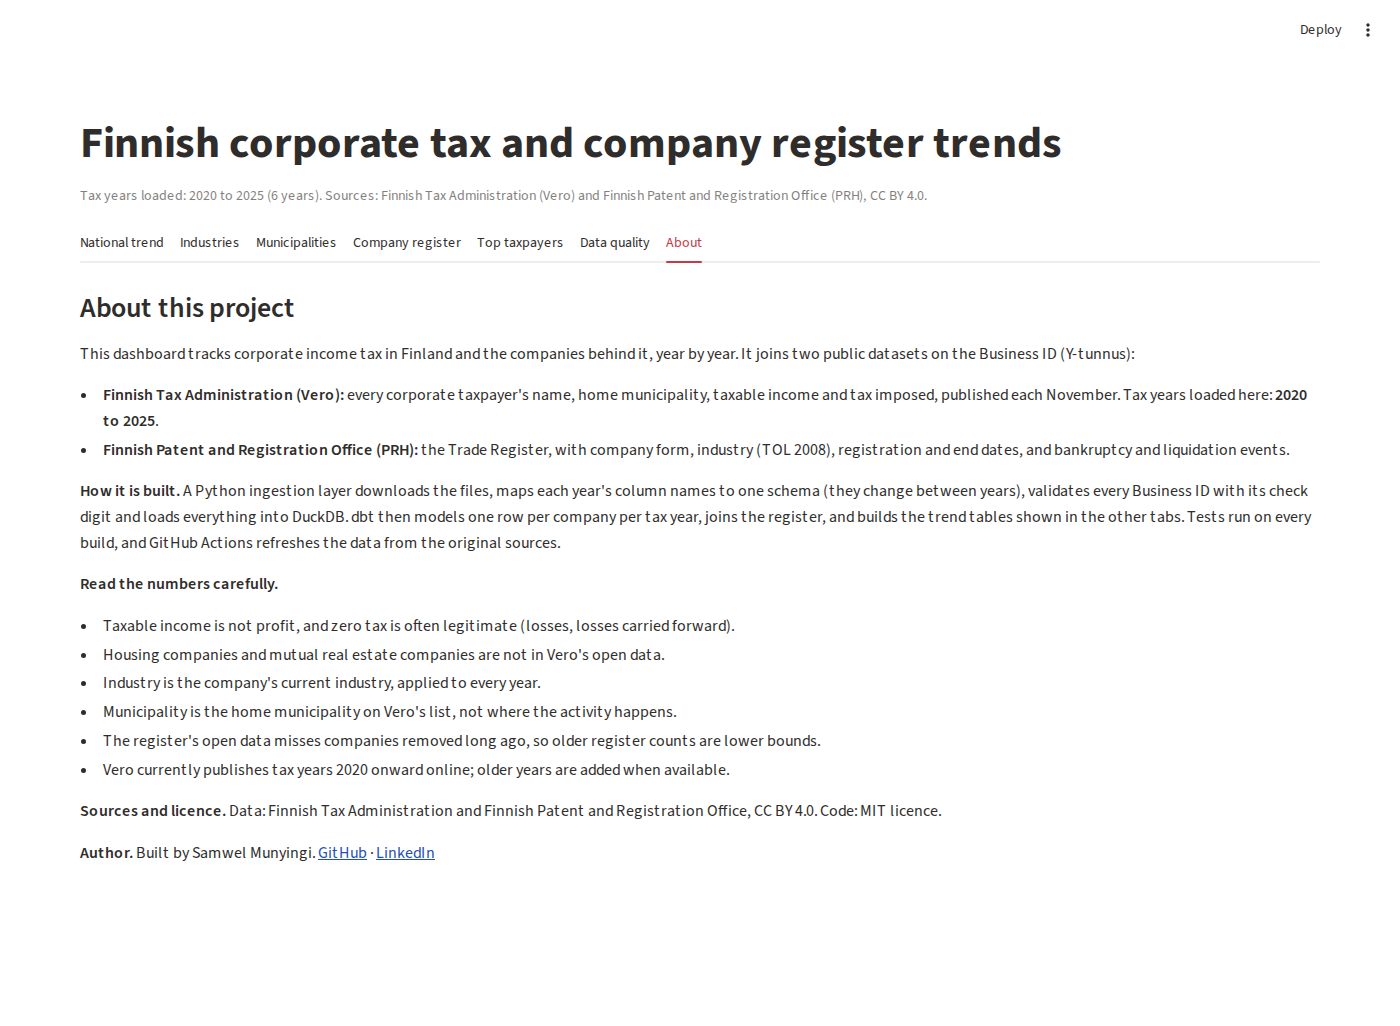 Deploy
Finnish corporate tax and company register trends
Tax years loaded: 2020 to 2025 (6 years). Sources: Finnish Tax Administration (Vero) and Finnish Patent and Registration Office (PRH), CC BY 4.0.
National trend Industries Municipalities Company register Top taxpayers Data quality About
About this project
This dashboard tracks corporate income tax in Finland and the companies behind it, year by year. It joins two public datasets on the Business ID (Y-tunnus):
• Finnish Tax Administration (Vero): every corporate taxpayer's name, home municipality, taxable income and tax imposed, published each November. Tax years loaded here: 2020
to 2025.
• Finnish Patent and Registration Office (PRH): the Trade Register, with company form, industry (TOL 2008), registration and end dates, and bankruptcy and liquidation events.
How it is built. A Python ingestion layer downloads the files, maps each year's column names to one schema (they change between years), validates every Business ID with its check
digit and loads everything into DuckDB. dbt then models one row per company per tax year, joins the register, and builds the trend tables shown in the other tabs. Tests run on every
build, and GitHub Actions refreshes the data from the original sources.
Read the numbers carefully.
• Taxable income is not profit, and zero tax is often legitimate (losses, losses carried forward).
• Housing companies and mutual real estate companies are not in Vero's open data.
• Industry is the company's current industry, applied to every year.
• Municipality is the home municipality on Vero's list, not where the activity happens.
• The register's open data misses companies removed long ago, so older register counts are lower bounds.
• Vero currently publishes tax years 2020 onward online; older years are added when available.
Sources and licence. Data: Finnish Tax Administration and Finnish Patent and Registration Office, CC BY 4.0. Code: MIT licence.
Author. Built by Samwel Munyingi. GitHub · LinkedIn